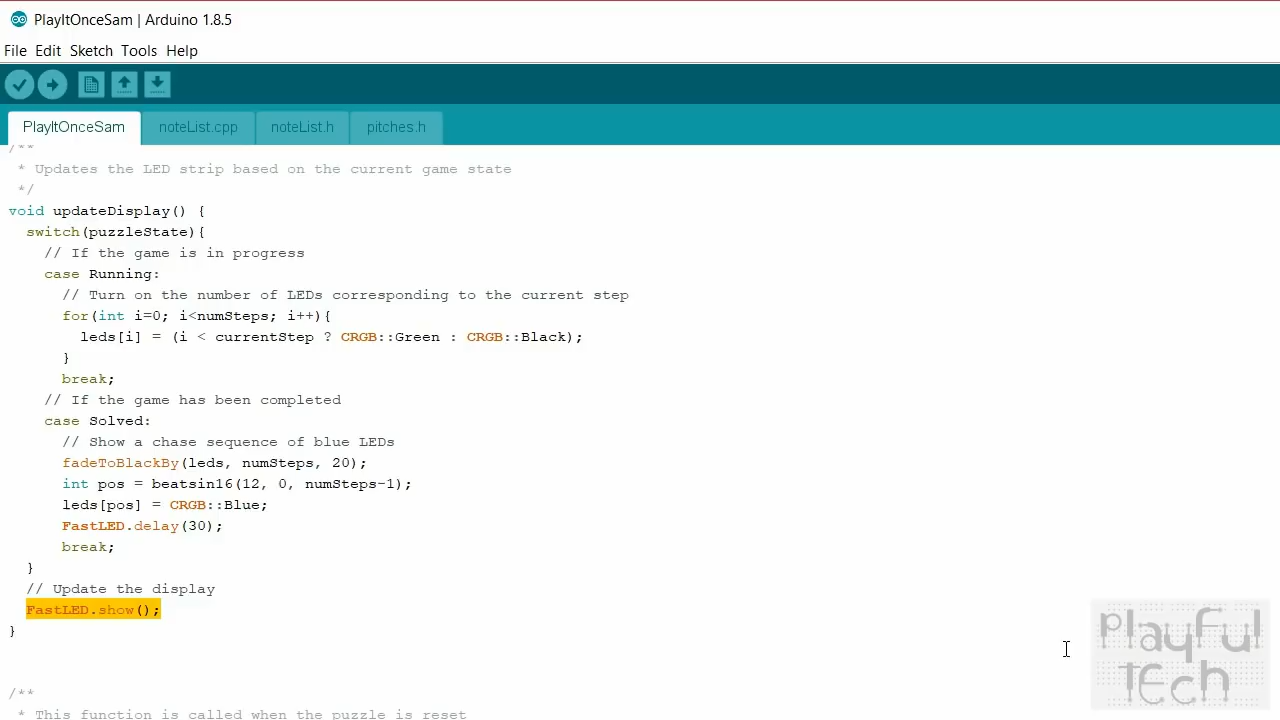 PlayItOnceSam | Arduino 1.8.5
File Edit Sketch Tools Help
PlayItOnceSam noteList.cpp noteList.h pitches.h
/**
 * Updates the LED strip based on the current game state
 */
void updateDisplay() {
  switch(puzzleState){
    // If the game is in progress
    case Running:
      // Turn on the number of LEDs corresponding to the current step
      for(int i=0; i<numSteps; i++){
        leds[i] = (i < currentStep ? CRGB::Green : CRGB::Black);
      }
      break;
    // If the game has been completed
    case Solved:
      // Show a chase sequence of blue LEDs
      fadeToBlackBy(leds, numSteps, 20);
      int pos = beatsin16(12, 0, numSteps-1);
      leds[pos] = CRGB::Blue;
      FastLED.delay(30);
      break;
  }
  // Update the display
  FastLED.show();
}
/**
 * This function is called when the puzzle is reset
playful
tech